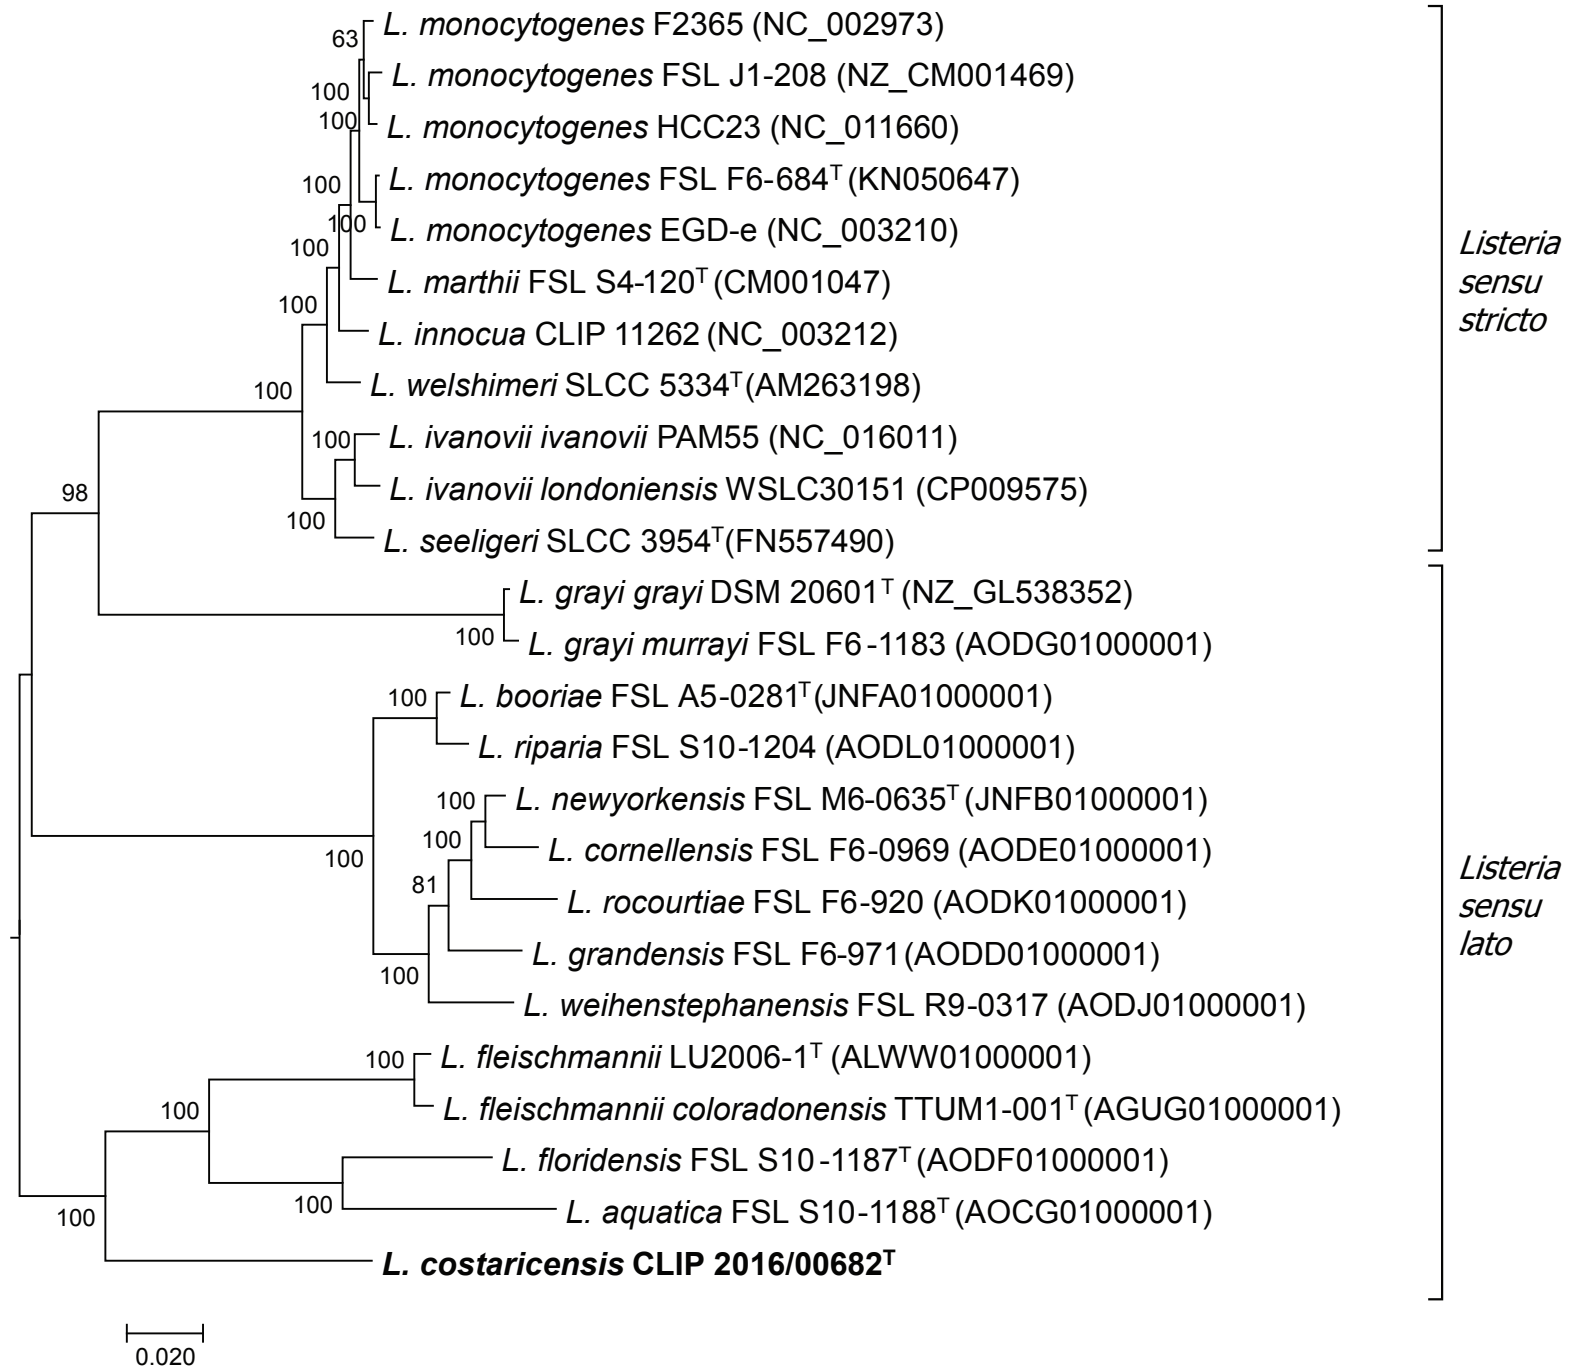 63
L. monocytogenes F2365 (NC_002973)
100
L. monocytogenes FSL J1-208 (NZ_CM001469)
100
L. monocytogenes HCC23 (NC_011660)
100
L. monocytogenes FSL F6-684ᵀ (KN050647)
100
L. monocytogenes EGD-e (NC_003210)
100
L. marthii FSL S4-120ᵀ (CM001047)
100
L. innocua CLIP 11262 (NC_003212)
100
L. welshimeri SLCC 5334ᵀ (AM263198)
100
L. ivanovii ivanovii PAM55 (NC_016011)
98
L. ivanovii londoniensis WSLC30151 (CP009575)
100
L. seeligeri SLCC 3954ᵀ (FN557490)
Listeria
sensu
stricto
L. grayi grayi DSM 20601ᵀ (NZ_GL538352)
100
L. grayi murrayi FSL F6-1183 (AODG01000001)
100
L. booriae FSL A5-0281ᵀ (JNFA01000001)
L. riparia FSL S10-1204 (AODL01000001)
100
L. newyorkensis FSL M6-0635ᵀ (JNFB01000001)
100
L. cornellensis FSL F6-0969 (AODE01000001)
100
81
L. rocourtiae FSL F6-920 (AODK01000001)
L. grandensis FSL F6-971 (AODD01000001)
100
L. weihenstephanensis FSL R9-0317 (AODJ01000001)
100
L. fleischmannii LU2006-1ᵀ (ALWW01000001)
100
L. fleischmannii coloradonensis TTUM1-001ᵀ (AGUG01000001)
L. floridensis FSL S10-1187ᵀ (AODF01000001)
100
L. aquatica FSL S10-1188ᵀ (AOCG01000001)
100
L. costaricensis CLIP 2016/00682ᵀ
Listeria
sensu
lato
0.020